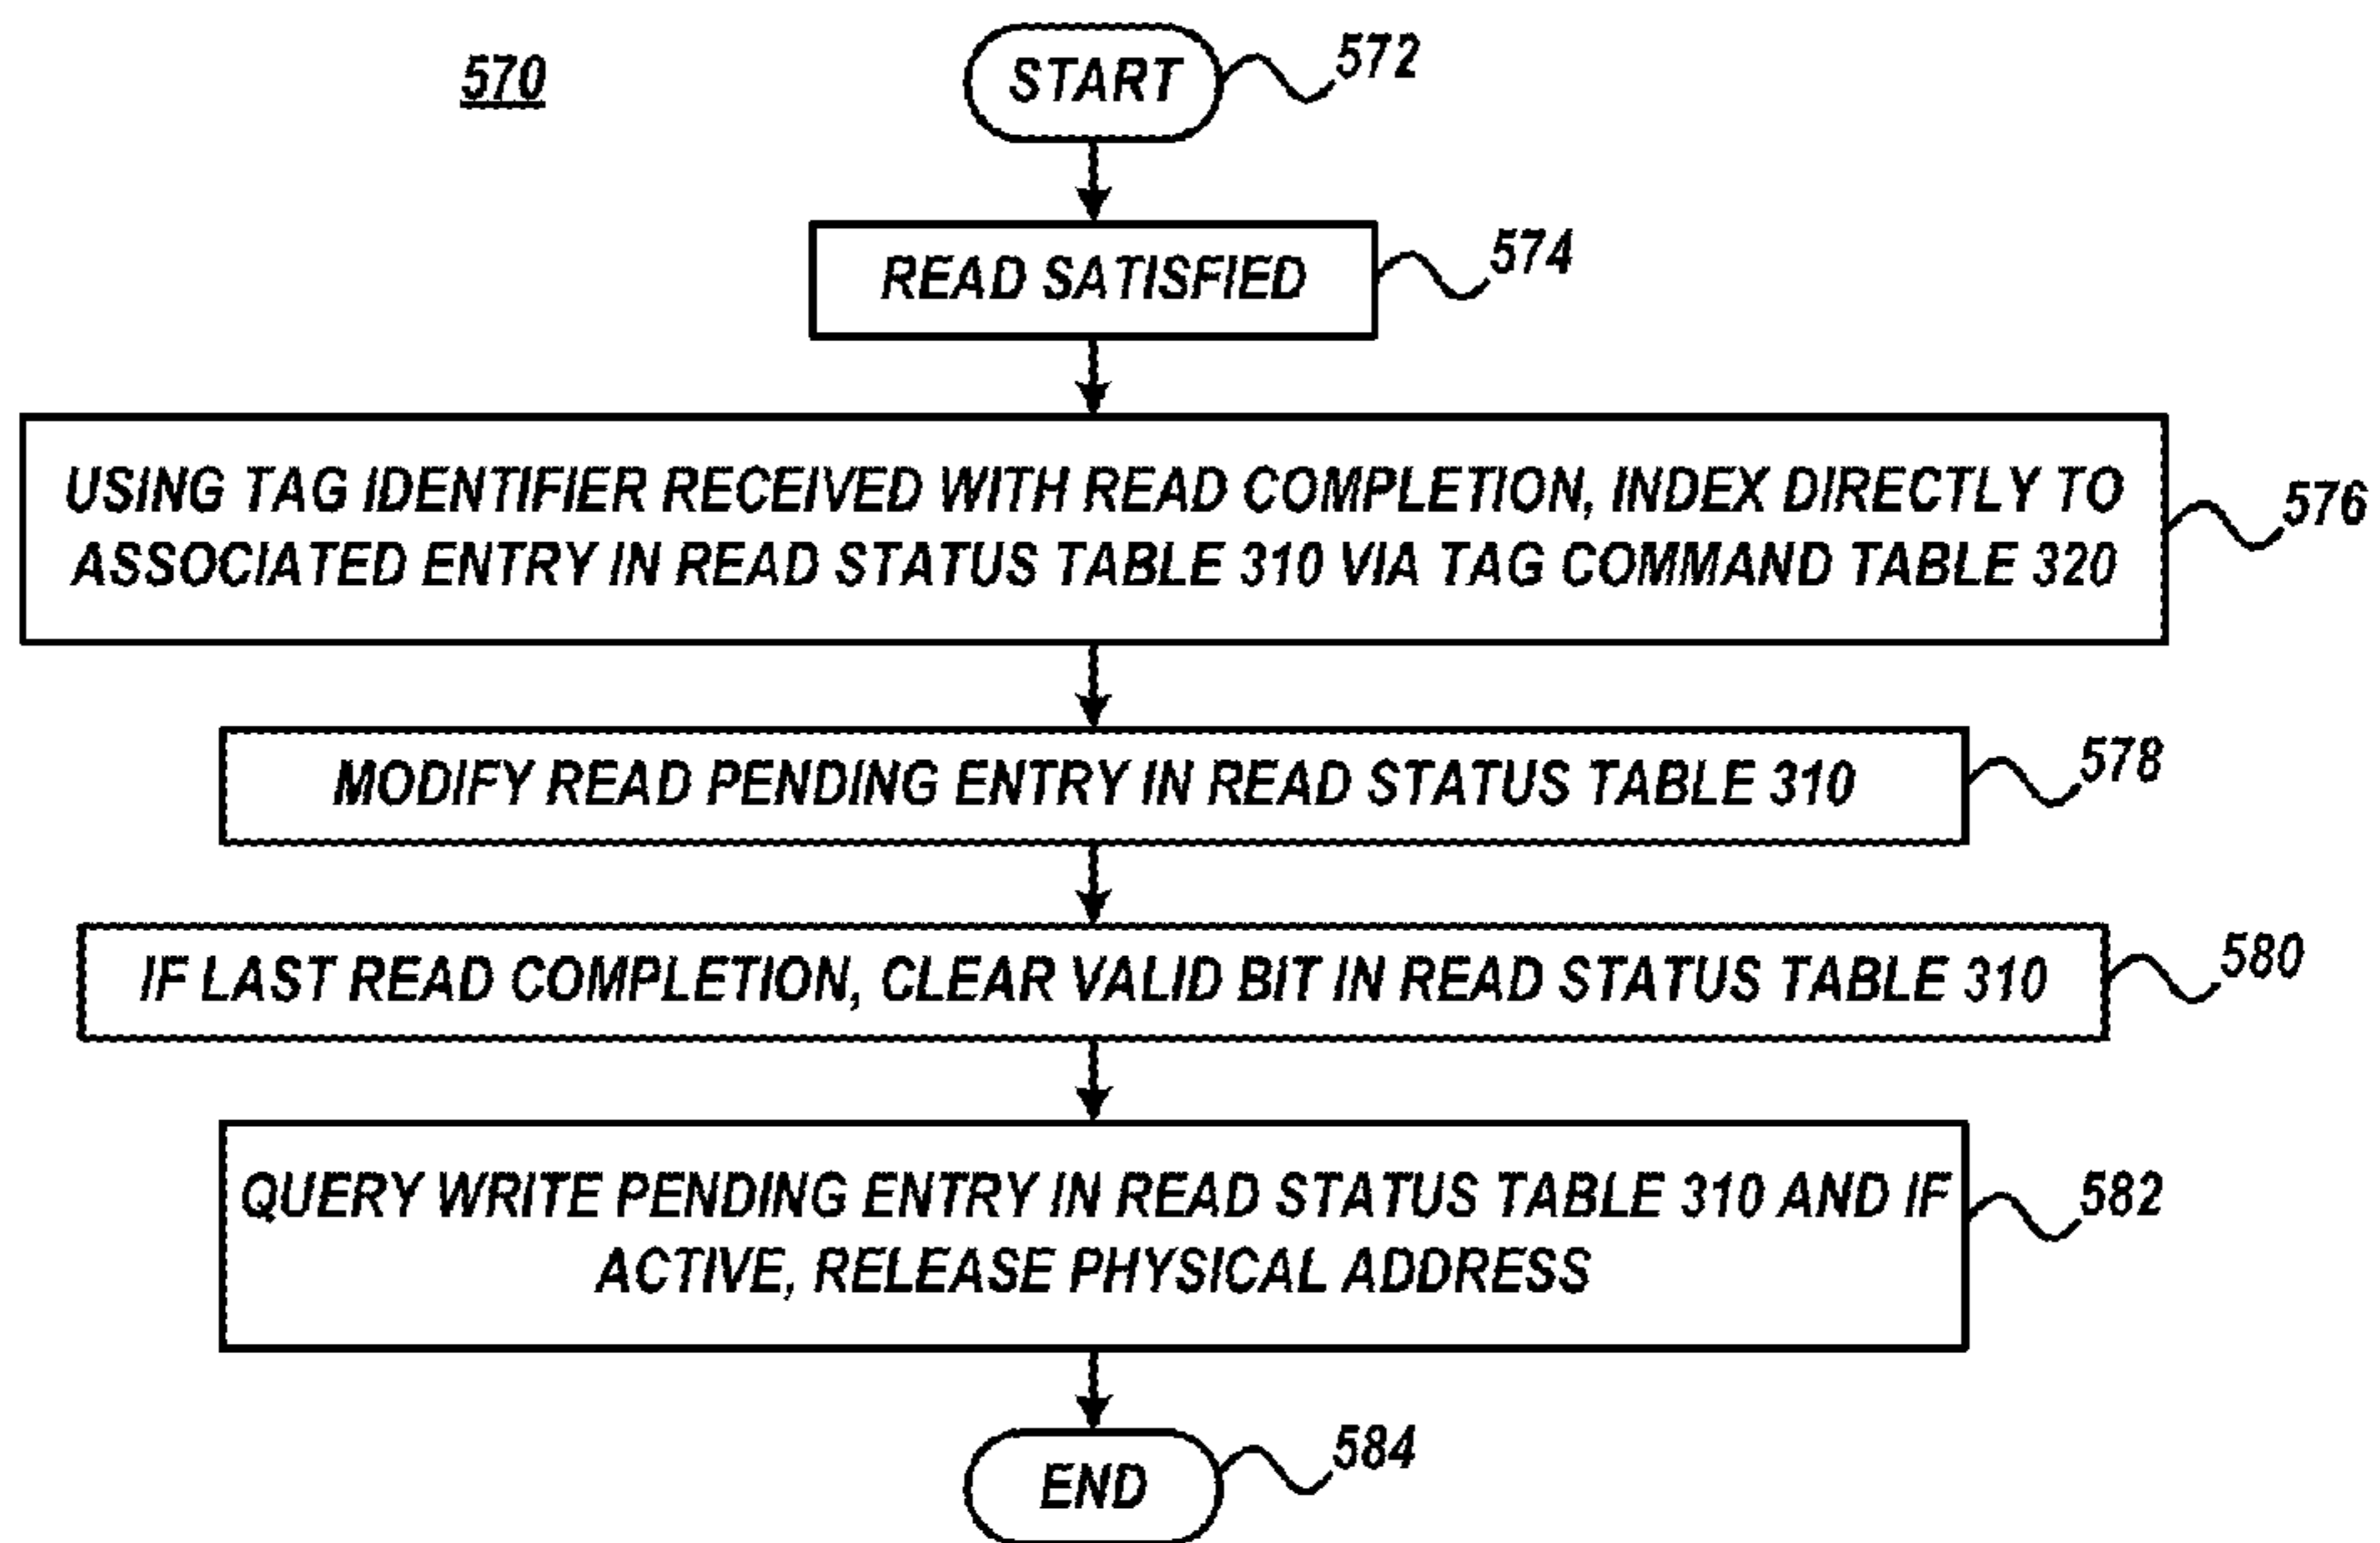 570
START
572
READ SATISFIED
574
USING TAG IDENTIFIER RECEIVED WITH READ COMPLETION, INDEX DIRECTLY TO
ASSOCIATED ENTRY IN READ STATUS TABLE 310 VIA TAG COMMAND TABLE 320
576
MODIFY READ PENDING ENTRY IN READ STATUS TABLE 310
578
IF LAST READ COMPLETION, CLEAR VALID BIT IN READ STATUS TABLE 310
580
QUERY WRITE PENDING ENTRY IN READ STATUS TABLE 310 AND IF
ACTIVE, RELEASE PHYSICAL ADDRESS
582
END
584